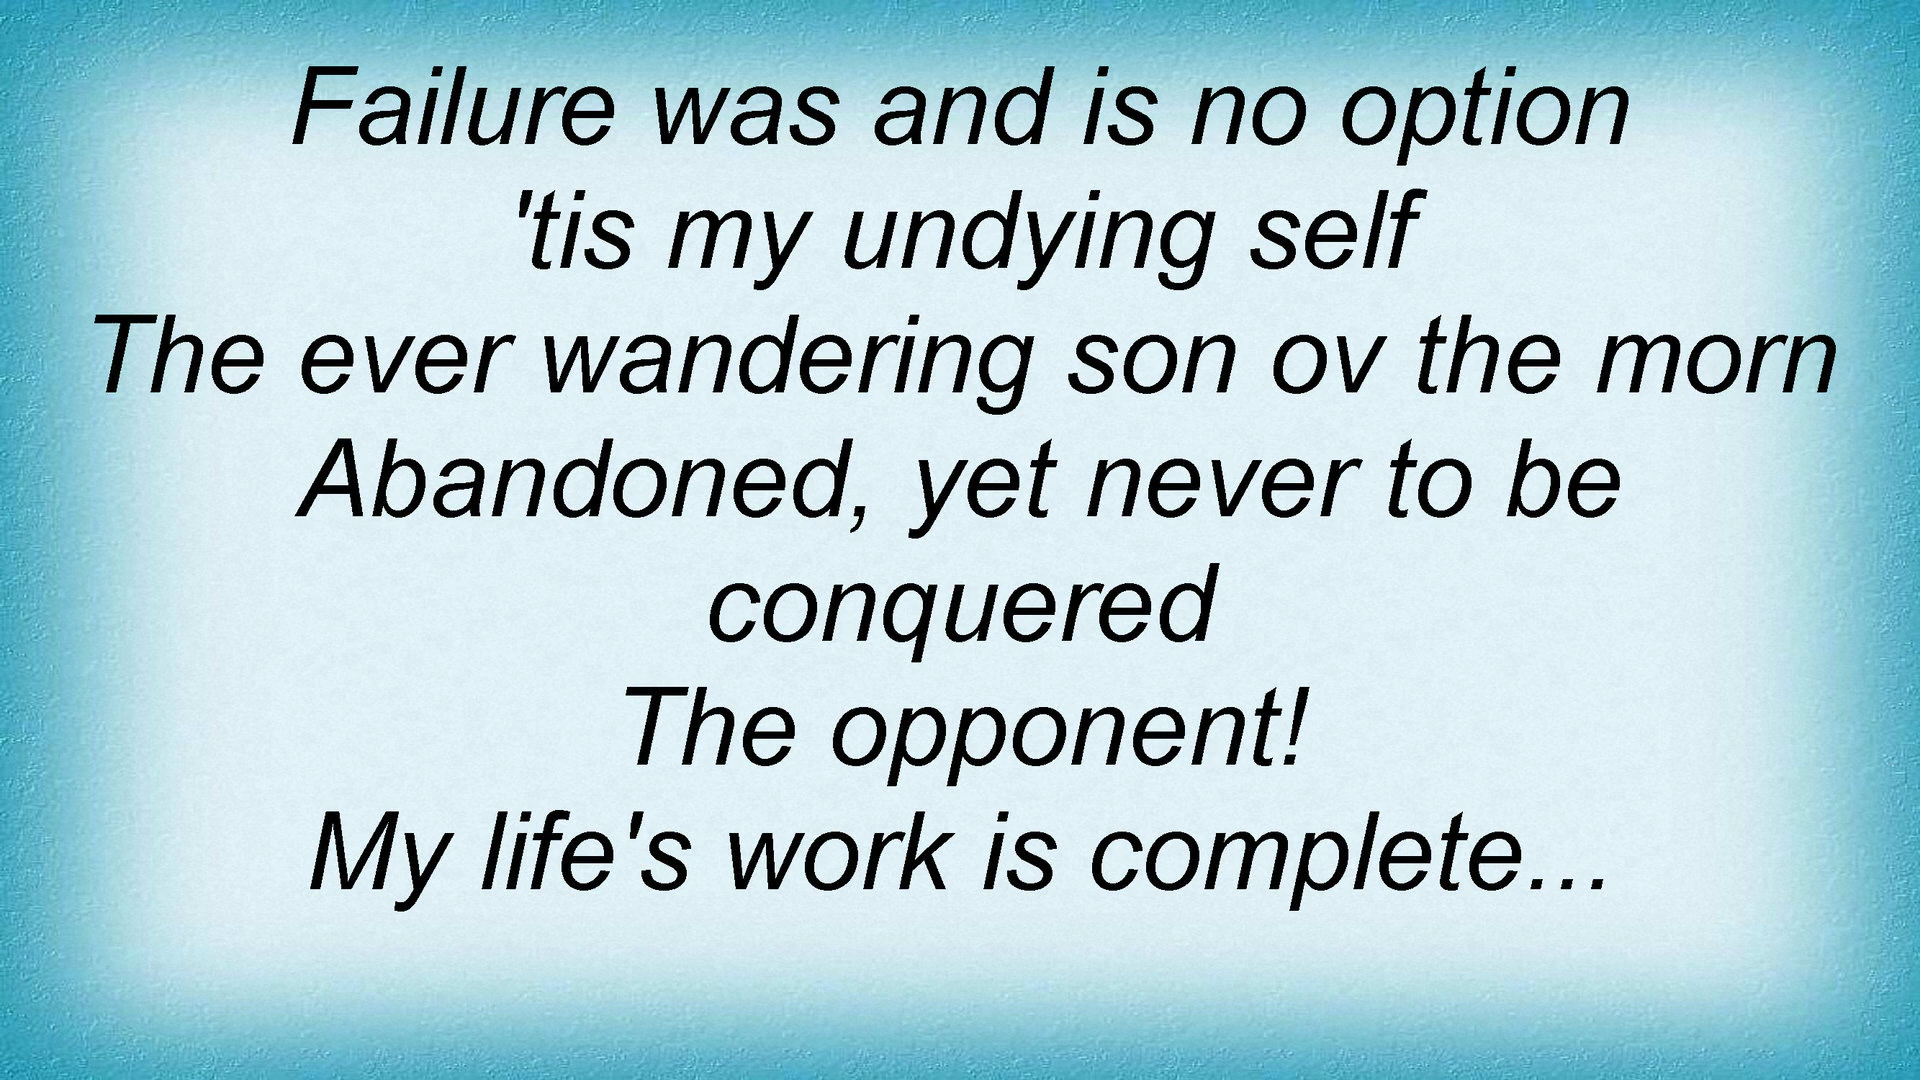 Failure was and is no option
'tis my undying self
The ever wandering son ov the morn
Abandoned, yet never to be
conquered
The opponent!
My life's work is complete...